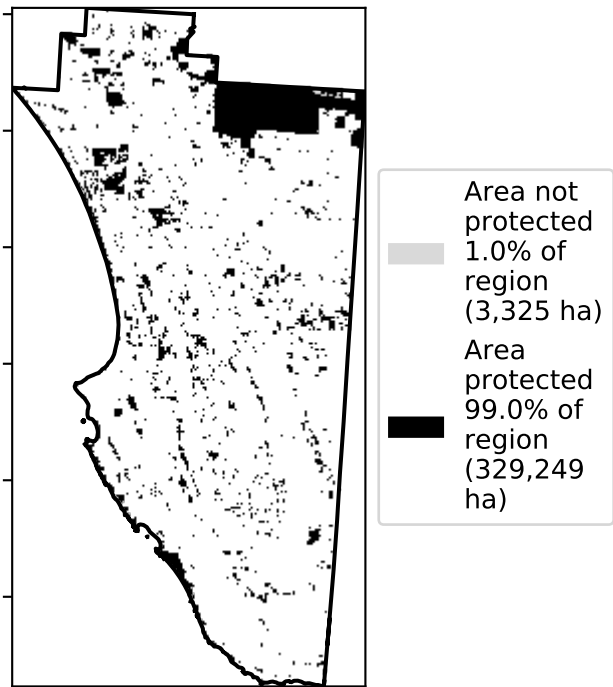 Area not
protected
1.0% of
region
(3,325 ha)
Area
protected
99.0% of
region
(329,249
ha)